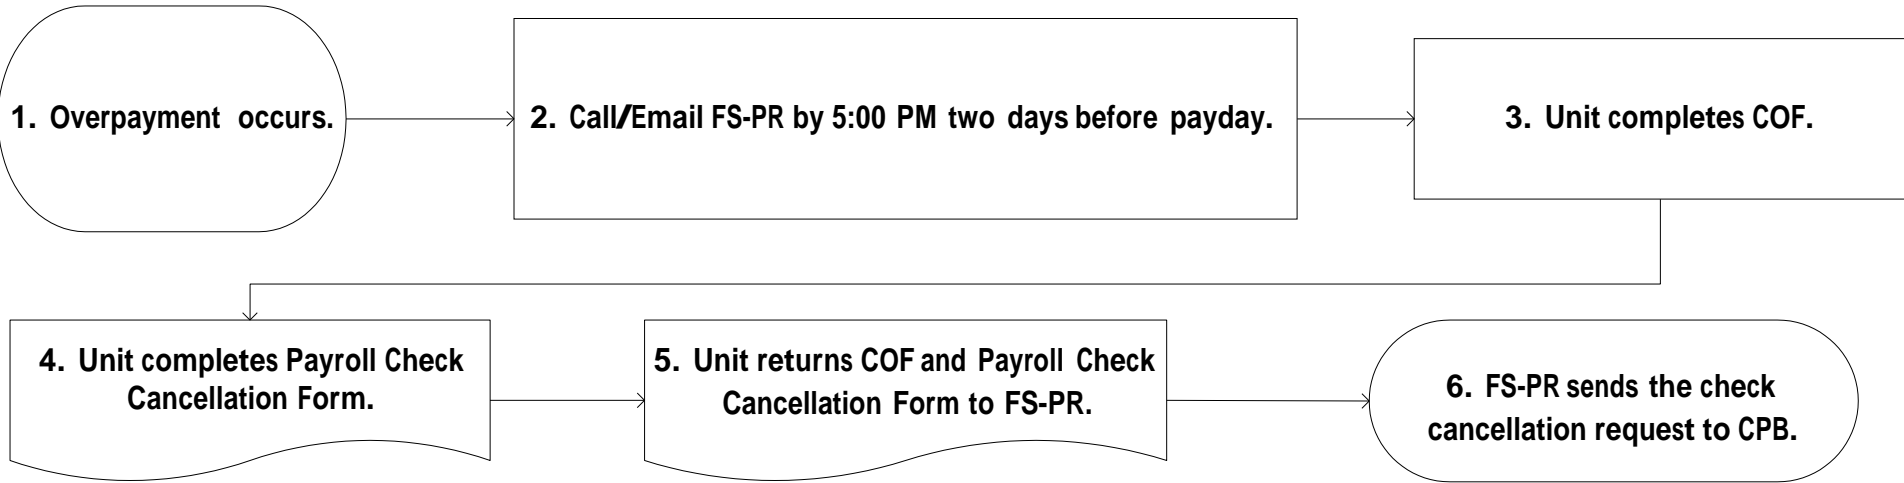 1. Overpayment occurs.
2. Call/Email FS-PR by 5:00 PM two days before payday.
3. Unit completes COF.
4. Unit completes Payroll Check
Cancellation Form.
5. Unit returns COF and Payroll Check
Cancellation Form to FS-PR.
6. FS-PR sends the check
cancellation request to CPB.